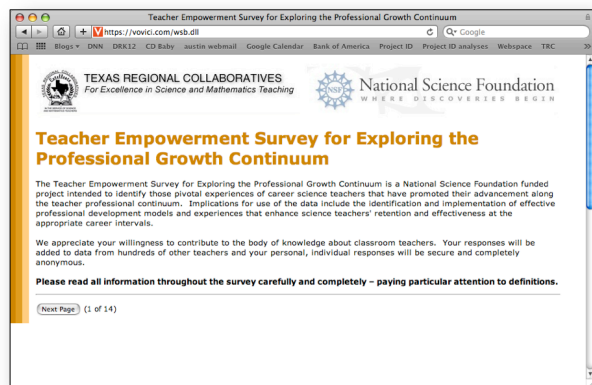 Teacher Empowerment Survey for Exploring the Professional Growth Continuum
https://vovici.com/wsb.dll
Google
Blogs DNN DRK12 CD Baby austin webmail Google Calendar Bank of America Project ID Project ID analyses Webspace TRC
TEXAS REGIONAL COLLABORATIVES
For Excellence in Science and Mathematics Teaching
NSF
National Science Foundation
WHERE DISCOVERIES BEGIN
Teacher Empowerment Survey for Exploring the
Professional Growth Continuum
The Teacher Empowerment Survey for Exploring the Professional Growth Continuum is a National Science Foundation funded
project intended to identify those pivotal experiences of career science teachers that have promoted their advancement along
the teacher professional continuum. Implications for use of the data include the identification and implementation of effective
professional development models and experiences that enhance science teachers' retention and effectiveness at the
appropriate career intervals.
We appreciate your willingness to contribute to the body of knowledge about classroom teachers. Your responses will be
added to data from hundreds of other teachers and your personal, individual responses will be secure and completely
anonymous.
Please read all information throughout the survey carefully and completely – paying particular attention to definitions.
Next Page (1 of 14)